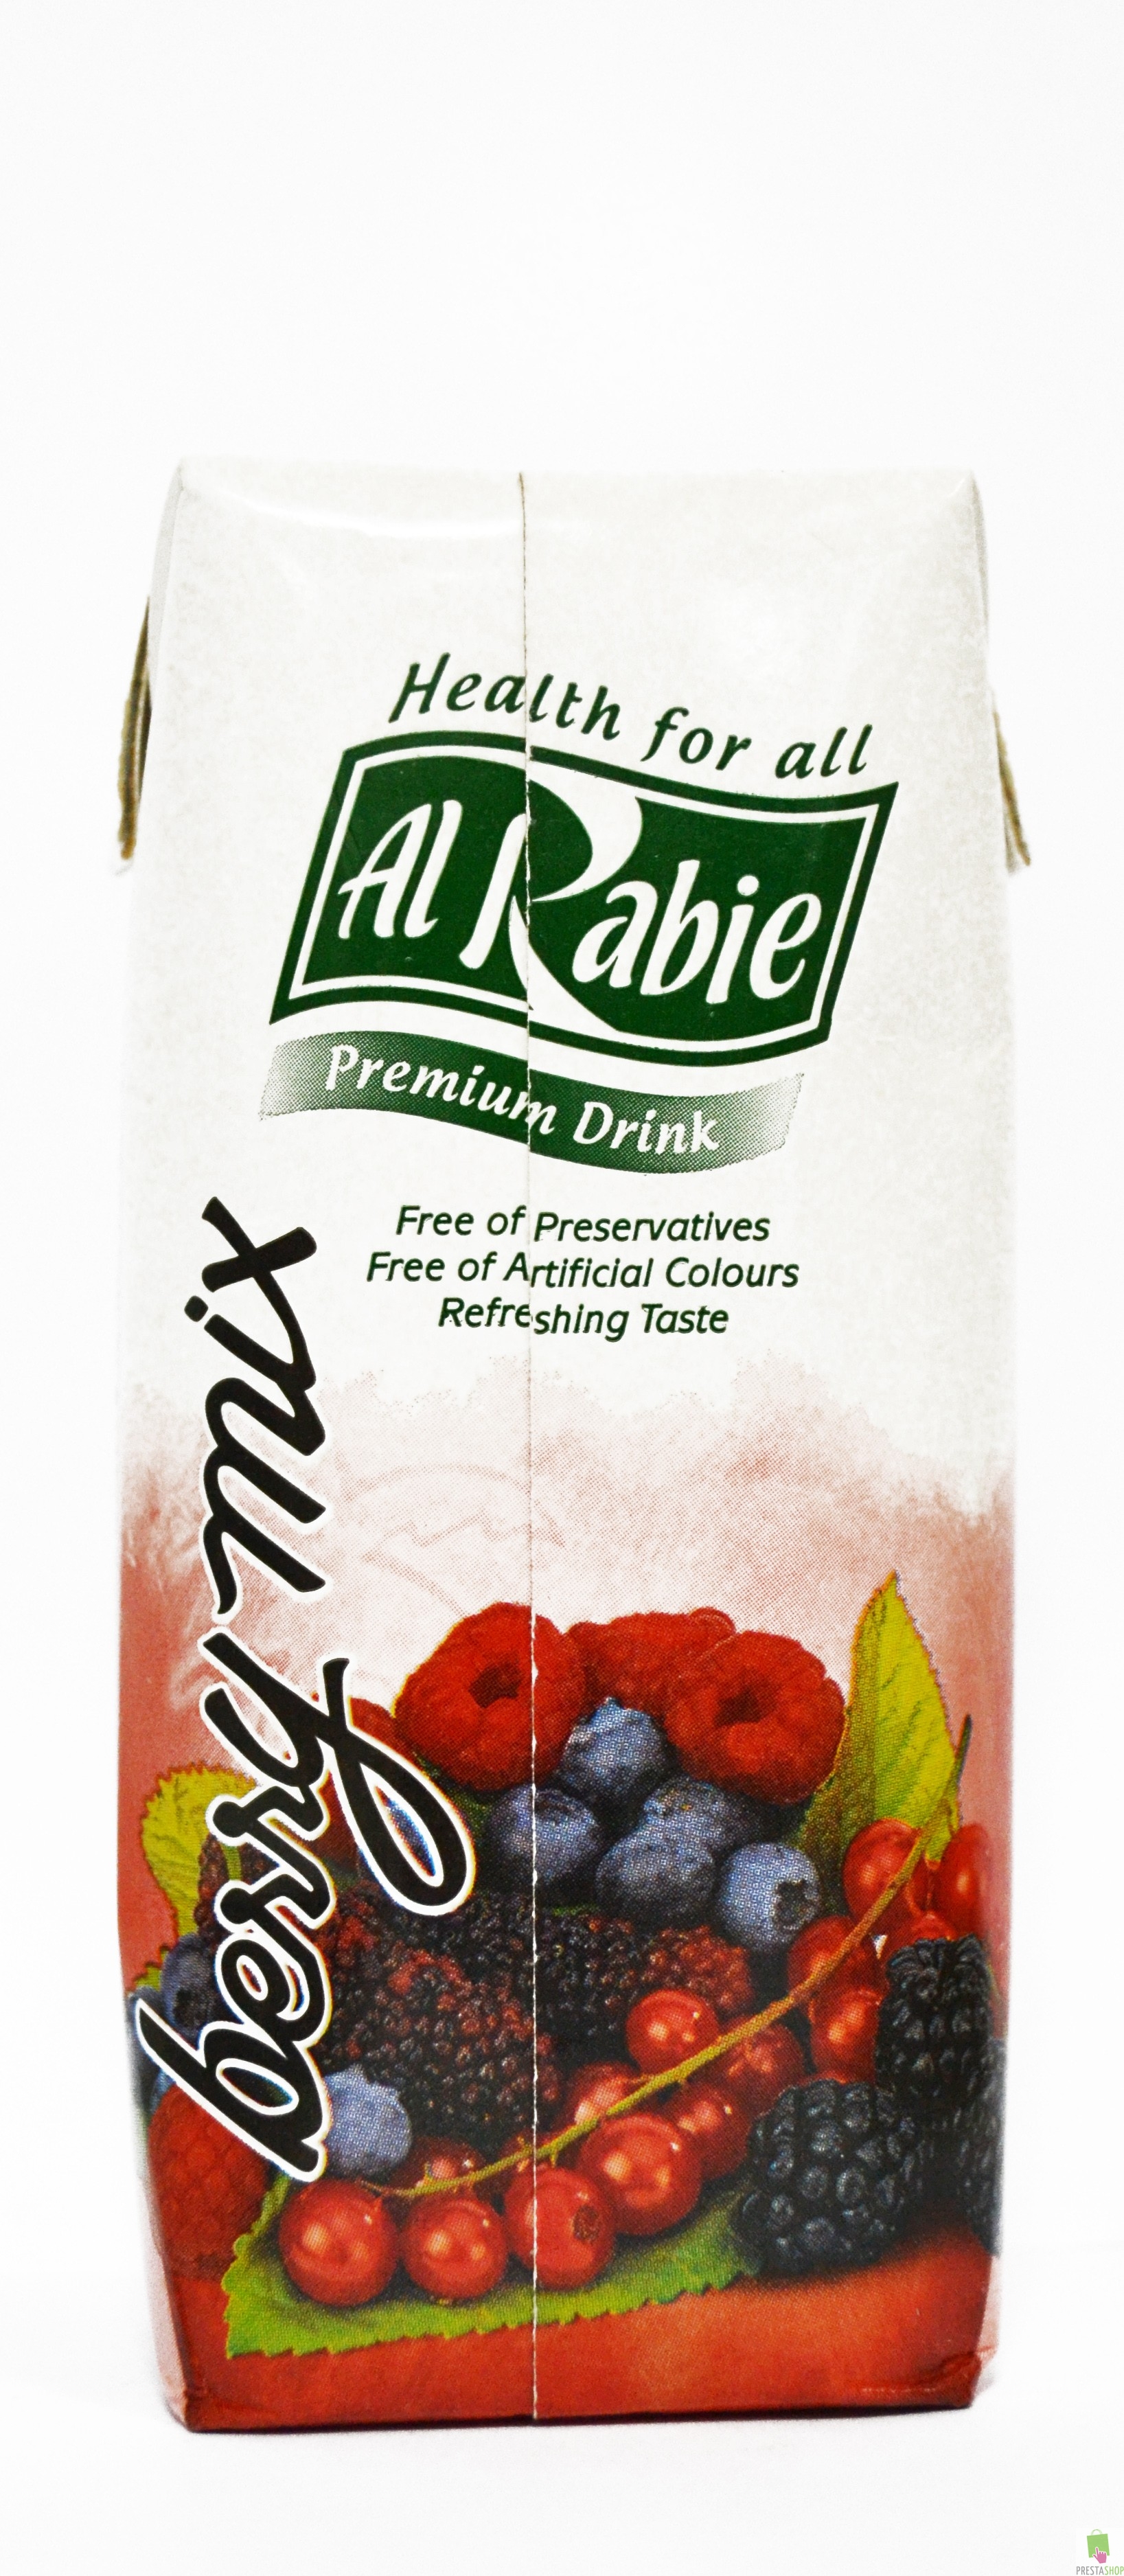 Health for all
Al Rabie
Premium Drink
Free of Preservatives
Free of Artificial Colours
Refreshing Taste
berry mix
PRESTASHOP